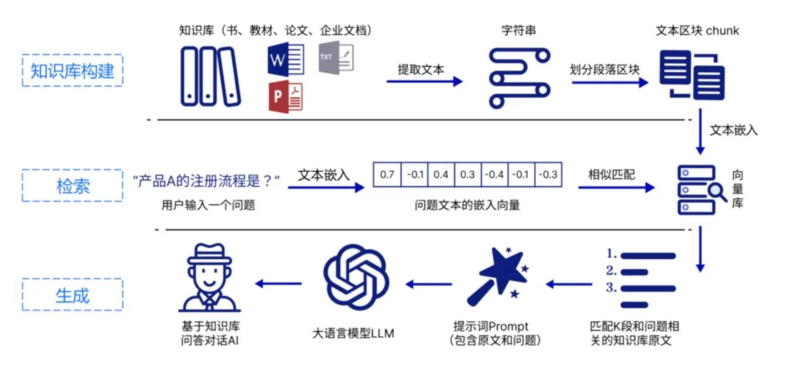 知识库（书、教材、论文、企业文档）
字符串
文本区块 chunk
知识库构建
W
TXT
P
提取文本
划分段落区块
文本嵌入
检索
“产品A的注册流程是？”
文本嵌入
0.7 -0.1 0.4 0.3 -0.4 -0.1 -0.3
相似匹配
向量库
用户输入一个问题
问题文本的嵌入向量
生成
1.
2.
3.
基于知识库
问答对话AI
大语言模型LLM
提示词Prompt
（包含原文和问题）
匹配K段和问题相
关的知识库原文